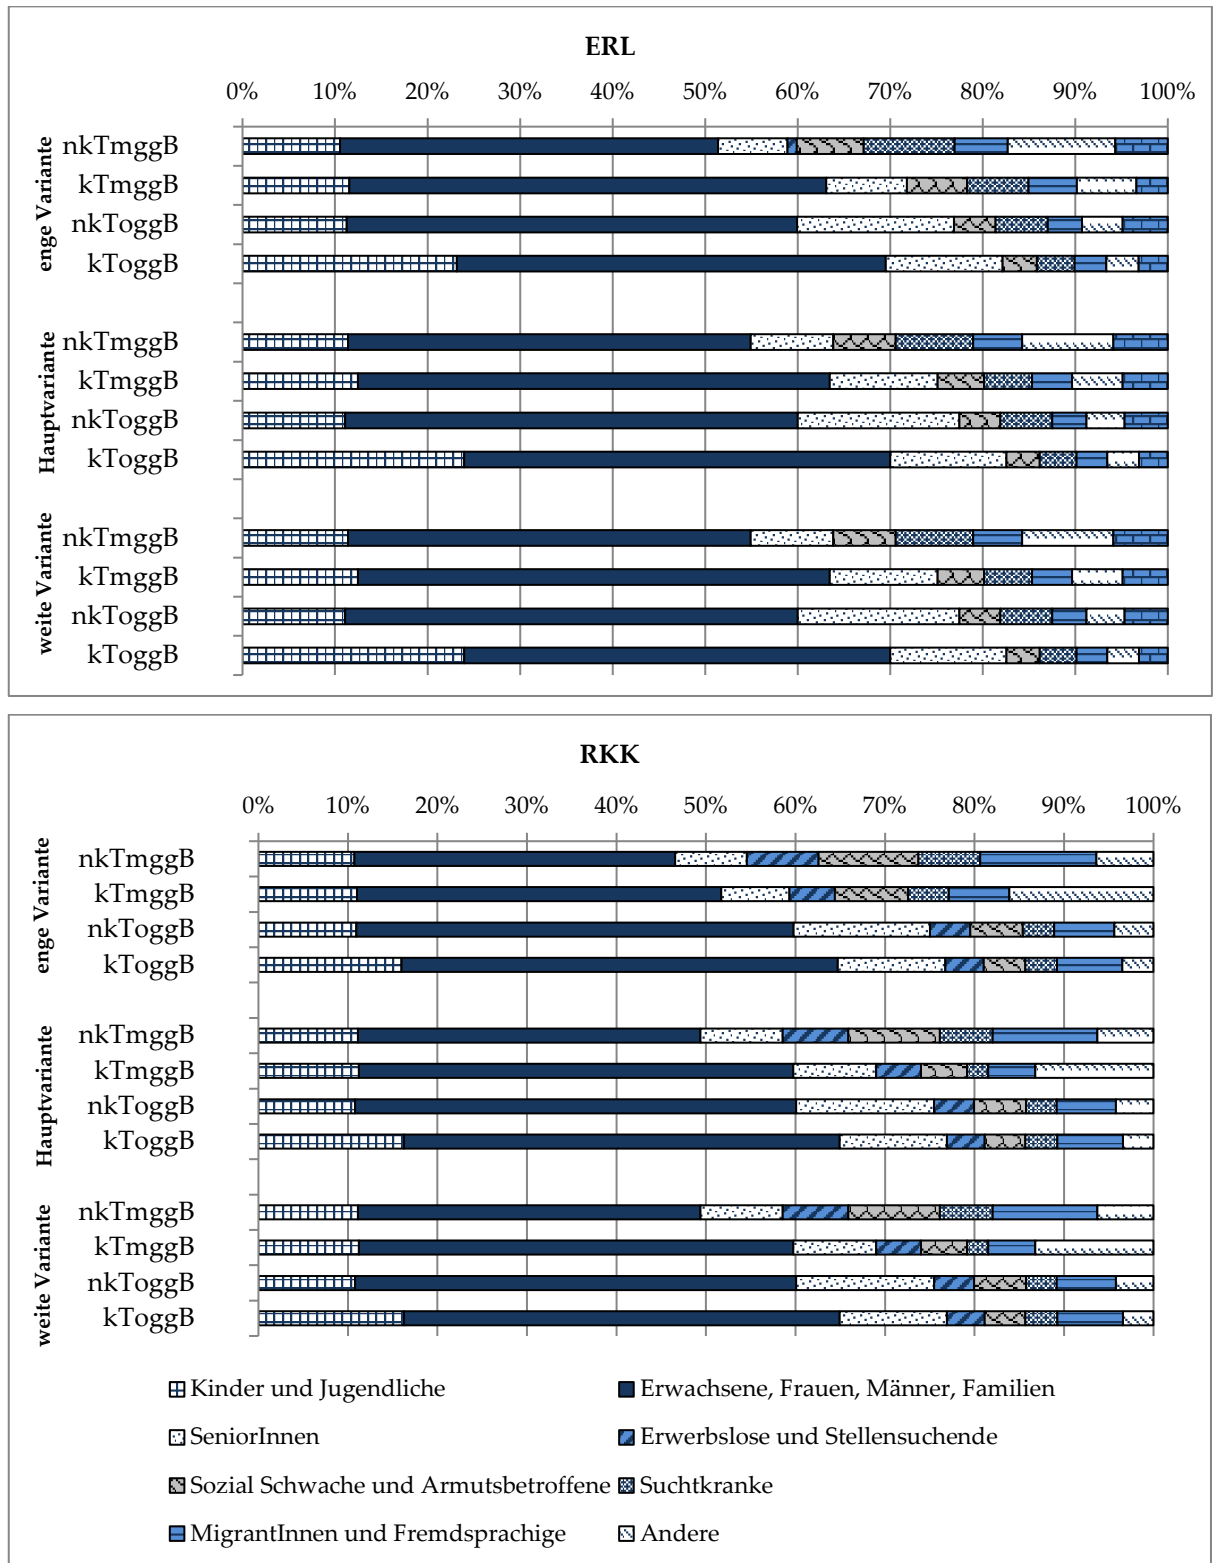 ERL
0% 10% 20% 30% 40% 50% 60% 70% 80% 90% 100%
enge Variante
nkTmggB
kTmggB
nkToggB
kToggB
Hauptvariante
nkTmggB
kTmggB
nkToggB
kToggB
weite Variante
nkTmggB
kTmggB
nkToggB
kToggB
RKK
0% 10% 20% 30% 40% 50% 60% 70% 80% 90% 100%
enge Variante
nkTmggB
kTmggB
nkToggB
kToggB
Hauptvariante
nkTmggB
kTmggB
nkToggB
kToggB
weite Variante
nkTmggB
kTmggB
nkToggB
kToggB
Kinder und Jugendliche
Erwachsene, Frauen, Männer, Familien
SeniorInnen
Erwerbslose und Stellensuchende
Sozial Schwache und Armutsbetroffene
Suchtkranke
MigrantInnen und Fremdsprachige
Andere